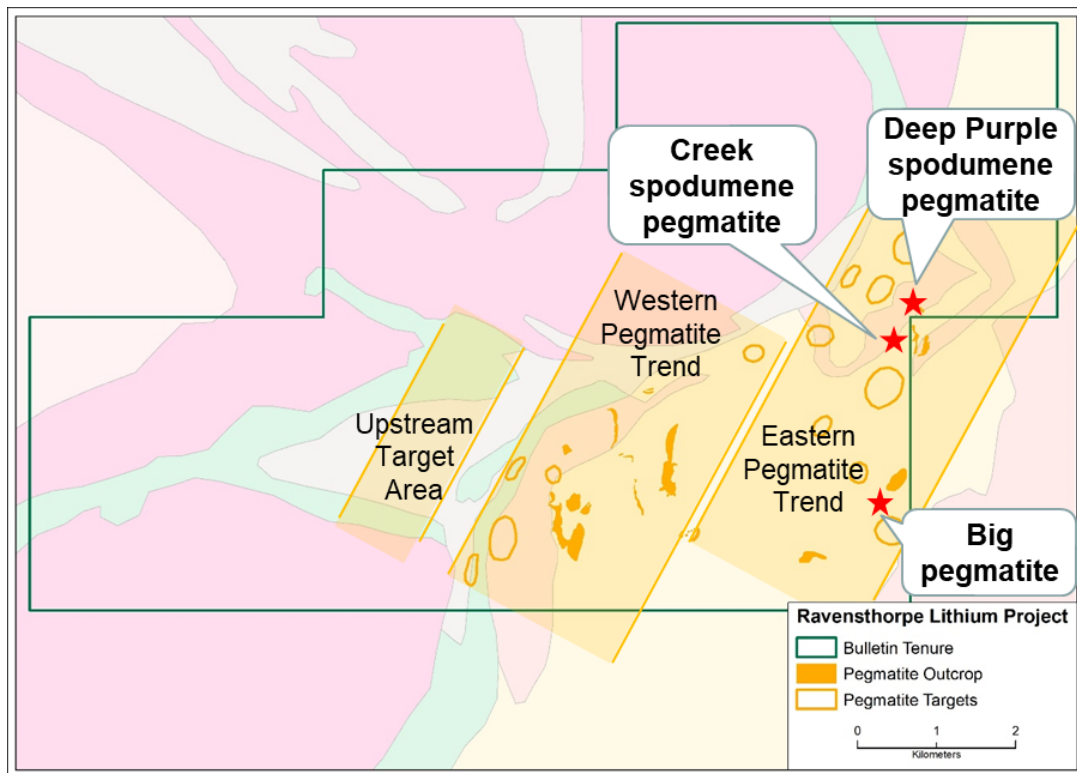 Deep Purple
spodumene
pegmatite
Creek
spodumene
pegmatite
Western
Pegmatite
Trend
Upstream
Target
Area
Eastern
Pegmatite
Trend
Big
pegmatite
Ravensthorpe Lithium Project
Bulletin Tenure
Pegmatite Outcrop
Pegmatite Targets
0 1 2
Kilometers